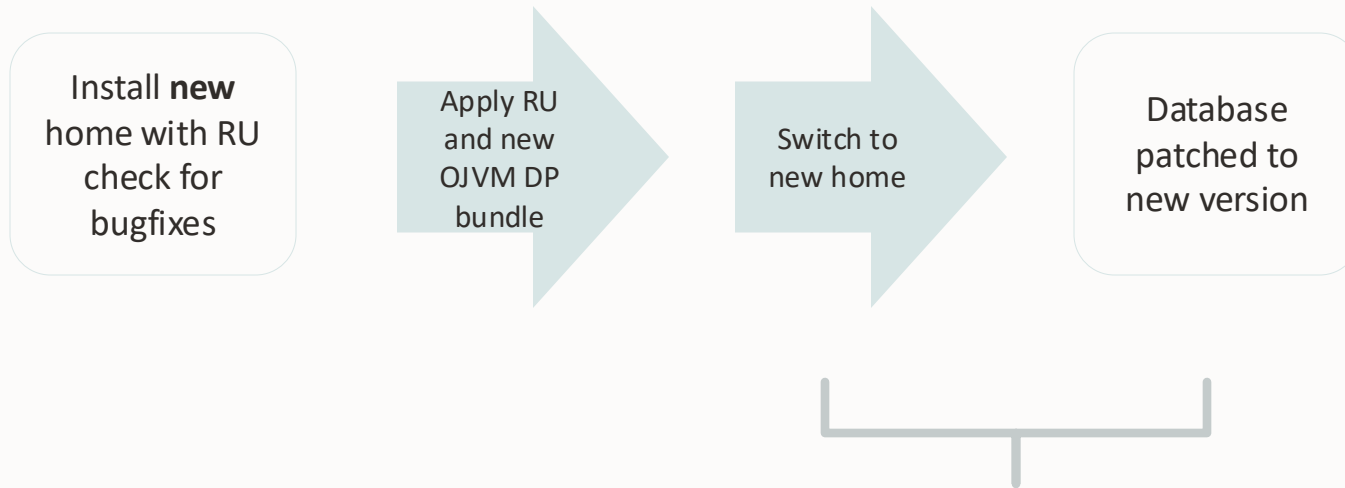 Install new
home with RU
check for
bugfixes
Apply RU
and new
OJVM DP
bundle
Switch to
new home
Database
patched to
new version